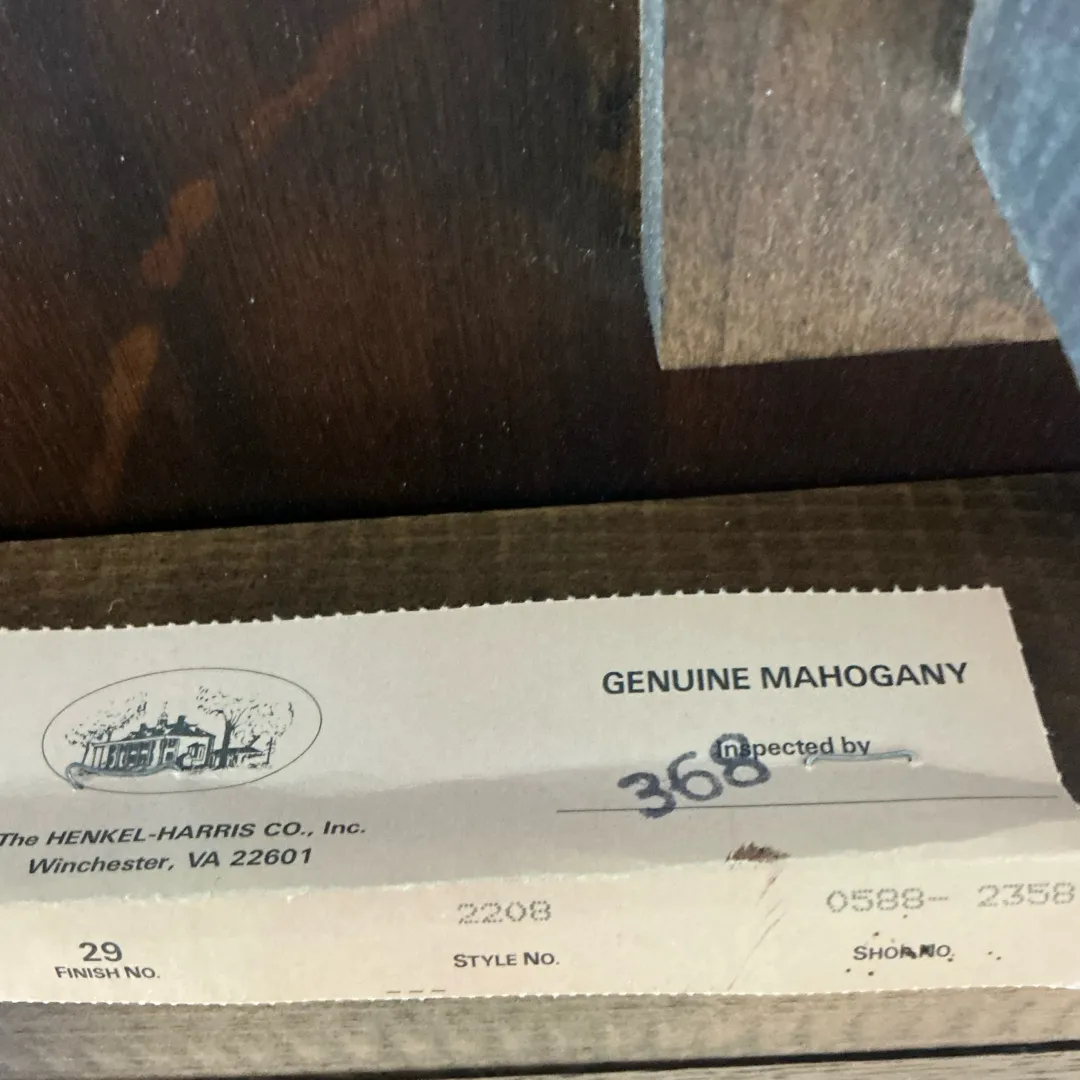 GENUINE MAHOGANY
Inspected by
368
The HENKEL-HARRIS CO., Inc.
Winchester, VA 22601
2208
0588- 2358
29
FINISH NO.
STYLE NO.
SHOP NO.